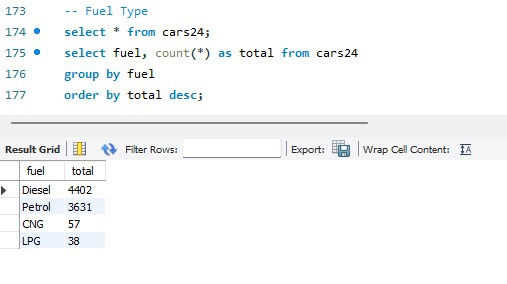 173 -- Fuel Type
174 select * from cars24;
175 select fuel, count(*) as total from cars24
176 group by fuel
177 order by total desc;
Result Grid Filter Rows: Export: Wrap Cell Content: IA
fuel total
Diesel 4402
Petrol 3631
CNG 57
LPG 38